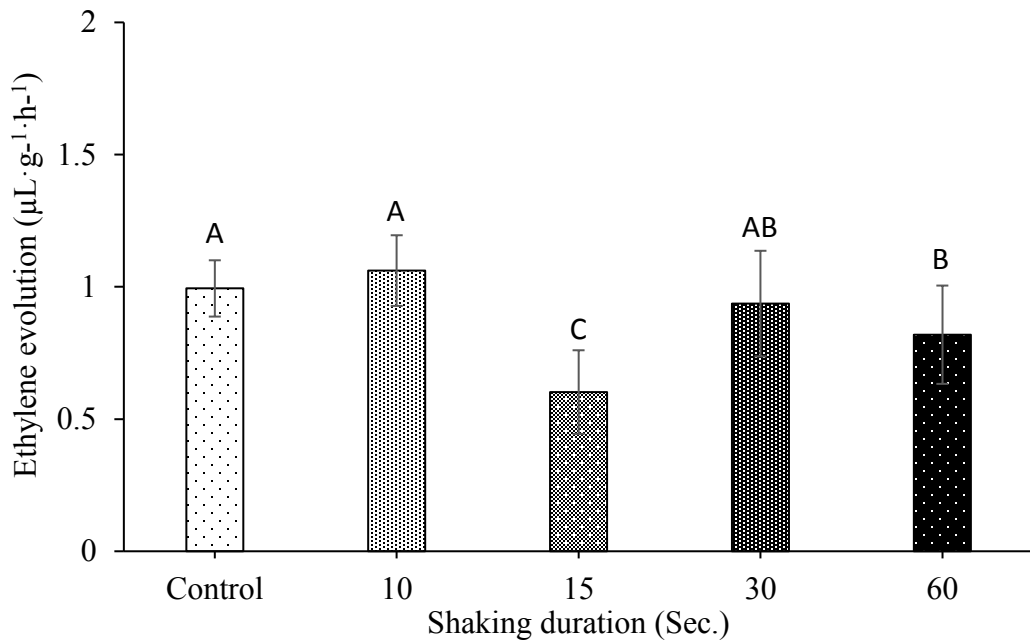 Ethylene evolution (µL·g-¹·h-¹)
2
1.5
1
0.5
0
A
A
C
AB
B
Control
10
15
30
60
Shaking duration (Sec.)